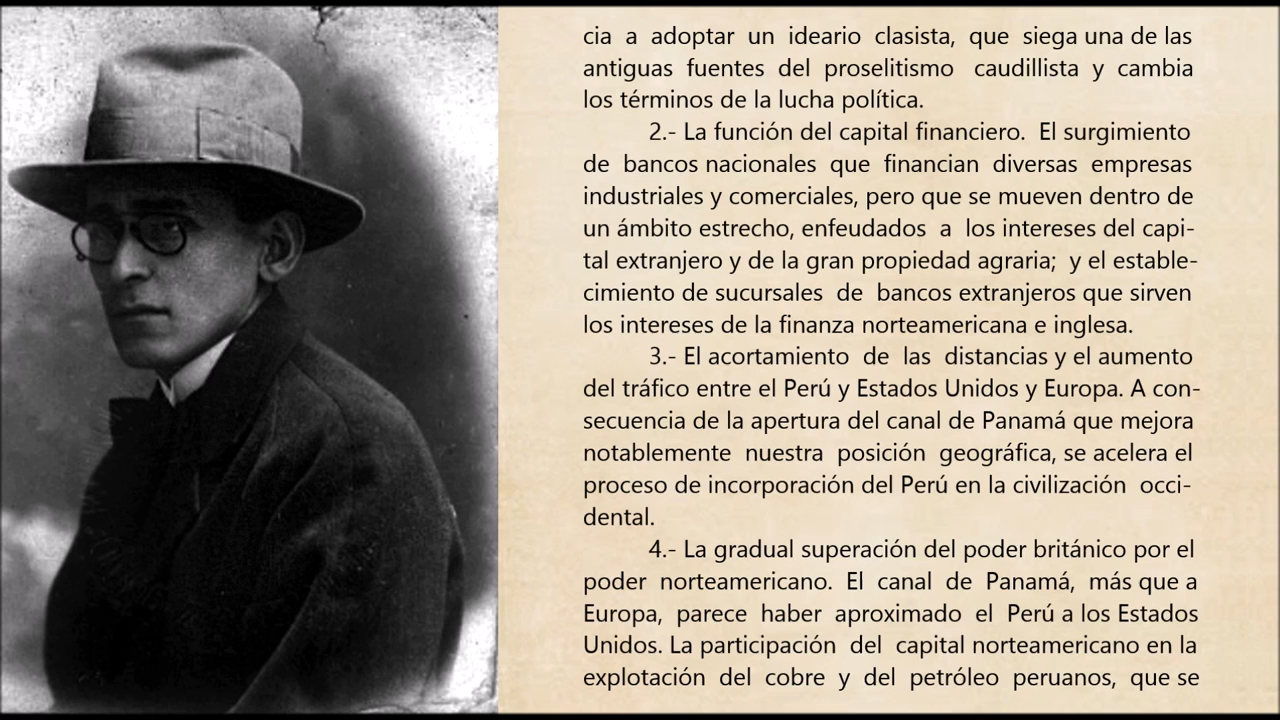 cia a adoptar un ideario clasista, que siega una de las
antiguas fuentes del proselitismo caudillista y cambia
los términos de la lucha política.
2.- La función del capital financiero. El surgimiento
de bancos nacionales que financian diversas empresas
industriales y comerciales, pero que se mueven dentro de
un ámbito estrecho, enfeudados a los intereses del capi-
tal extranjero y de la gran propiedad agraria; y el estable-
cimiento de sucursales de bancos extranjeros que sirven
los intereses de la finanza norteamericana e inglesa.
3.- El acortamiento de las distancias y el aumento
del tráfico entre el Perú y Estados Unidos y Europa. A con-
secuencia de la apertura del canal de Panamá que mejora
notablemente nuestra posición geográfica, se acelera el
proceso de incorporación del Perú en la civilización occi-
dental.
4.- La gradual superación del poder británico por el
poder norteamericano. El canal de Panamá, más que a
Europa, parece haber aproximado el Perú a los Estados
Unidos. La participación del capital norteamericano en la
explotación del cobre y del petróleo peruanos, que se